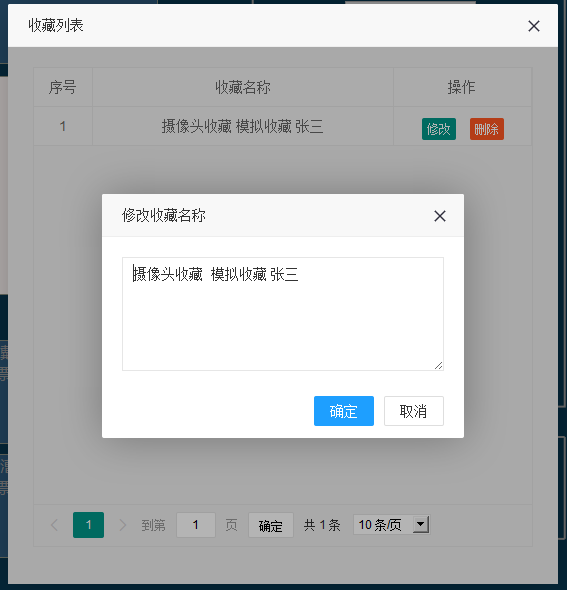 收藏列表
序号 收藏名称 操作
1 摄像头收藏 模拟收藏 张三 修改 删除
修改收藏名称
摄像头收藏 模拟收藏 张三
确定 取消
1 到第 1 页 确定 共 1 条 10 条/页
票
票